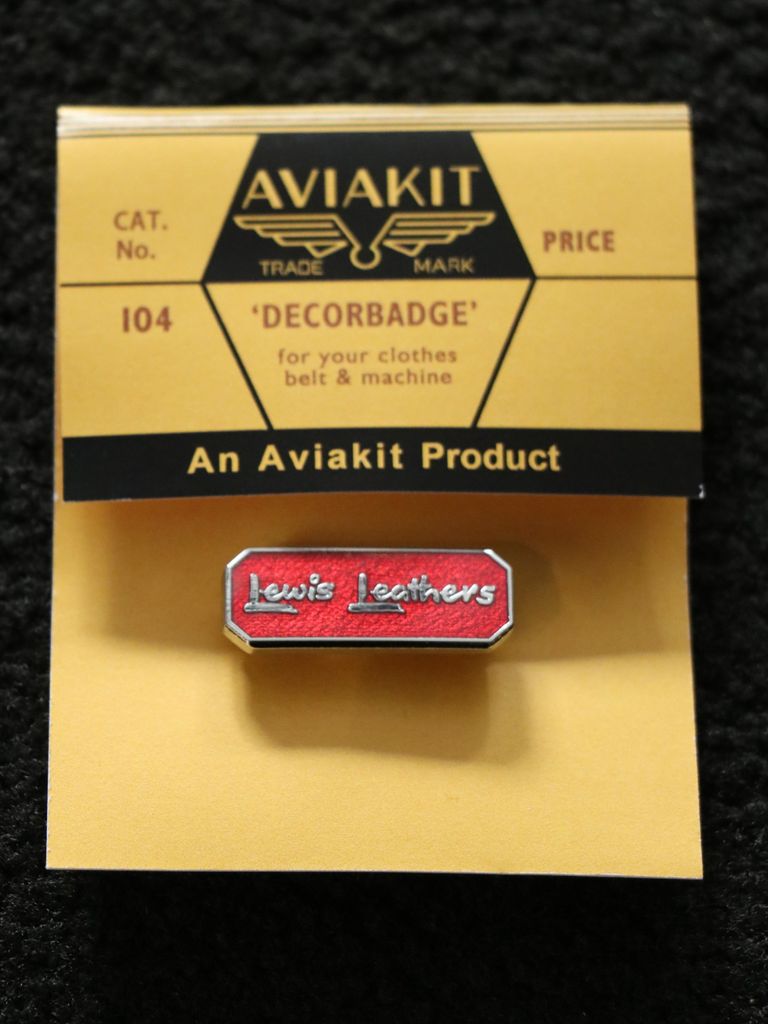 AVIAKIT
TRADE MARK
CAT.
No.
PRICE
104
'DECORBADGE'
for your clothes
belt & machine
An Aviakit Product
Lewis Leathers